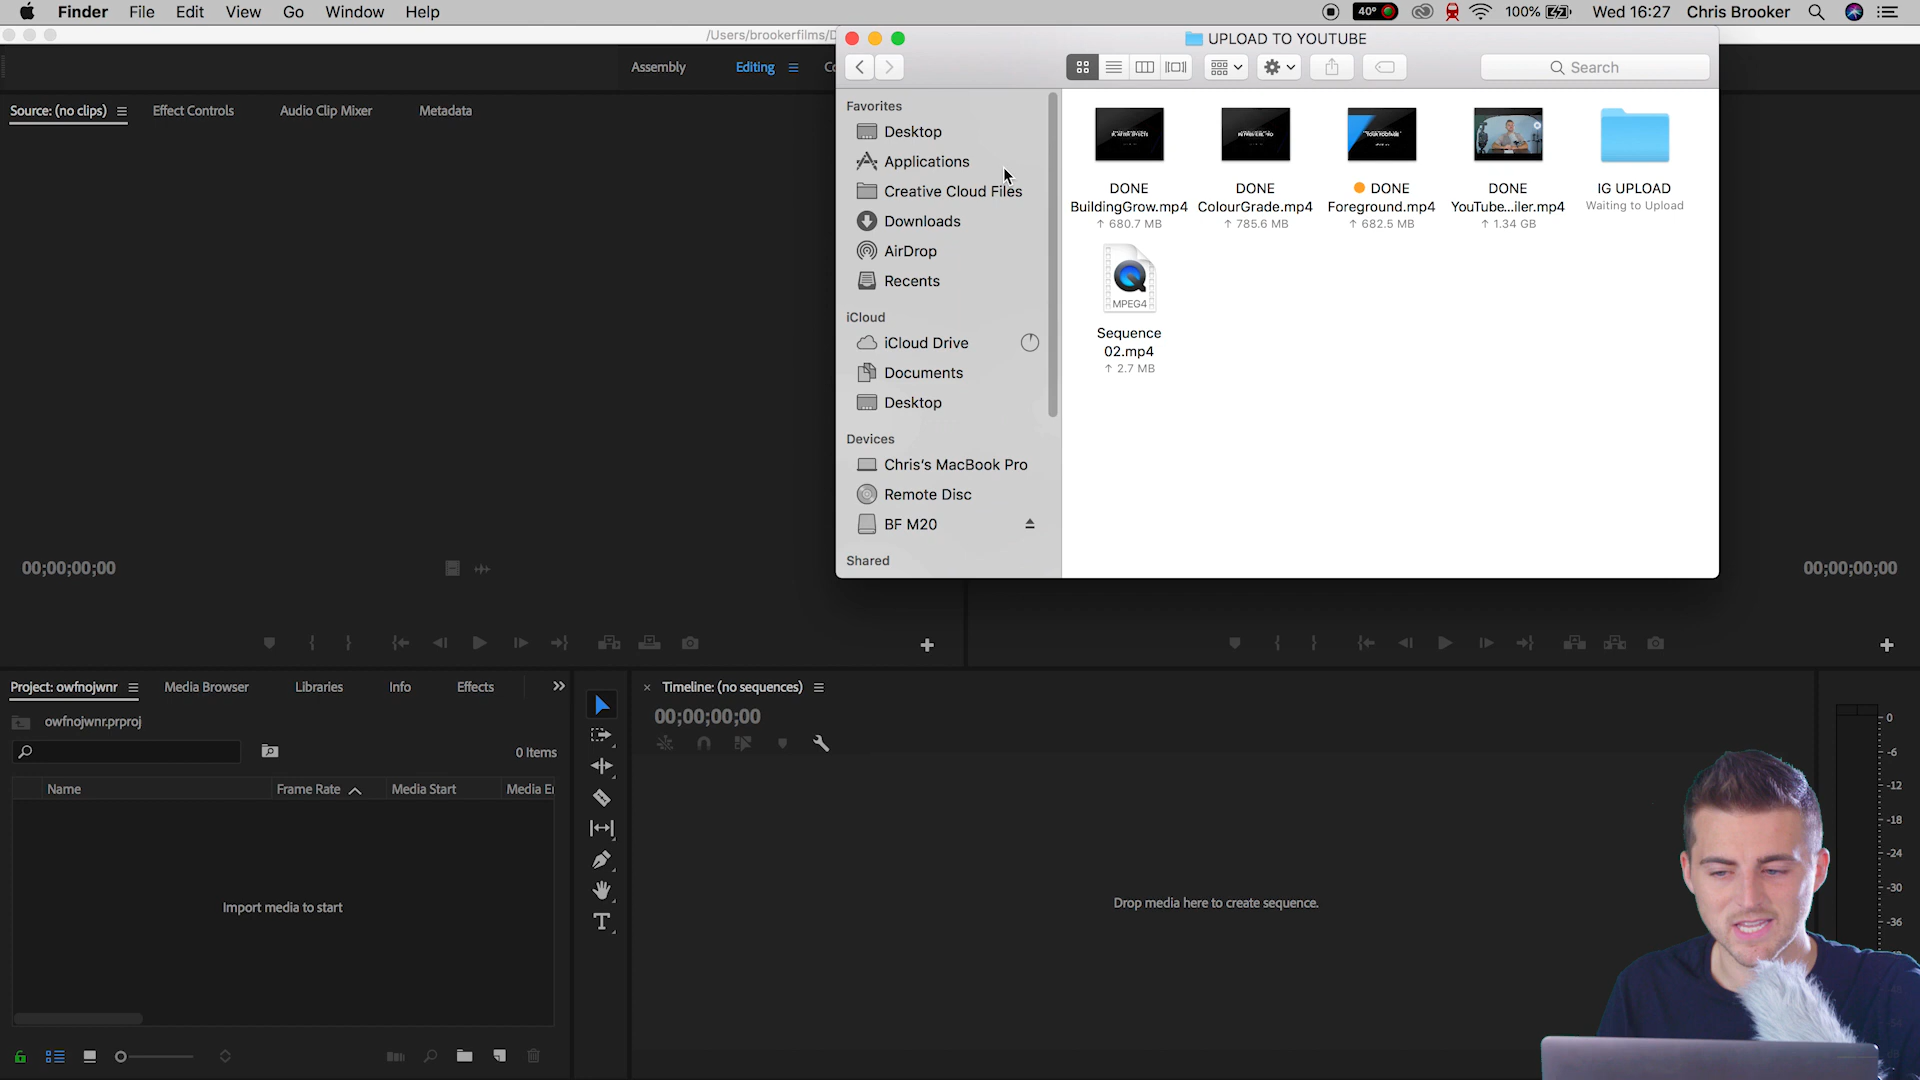 Finder File Edit View Go Window Help
40° 100% Wed 16:27 Chris Brooker
/Users/brookerfilms/D
UPLOAD TO YOUTUBE
Assembly Editing
Search
Source: (no clips) Effect Controls Audio Clip Mixer Metadata
Favorites
Desktop
Applications
Creative Cloud Files
Downloads
AirDrop
Recents
iCloud
iCloud Drive
Documents
Desktop
Devices
Chris's MacBook Pro
Remote Disc
BF M20
Shared
DONE
BuildingGrow.mp4
↑ 680.7 MB
DONE
ColourGrade.mp4
↑ 785.6 MB
DONE
Foreground.mp4
↑ 682.5 MB
DONE
YouTube...iler.mp4
↑ 1.34 GB
IG UPLOAD
Waiting to Upload
MPEG4
Sequence
02.mp4
↑ 2.7 MB
00;00;00;00
00;00;00;00
Project: owfnojwnr Media Browser Libraries Info Effects
owfnojwnr.prproj
0 Items
Name Frame Rate Media Start
Import media to start
Timeline: (no sequences)
00;00;00;00
Drop media here to create sequence.
0
-6
-12
-18
-24
-30
-36